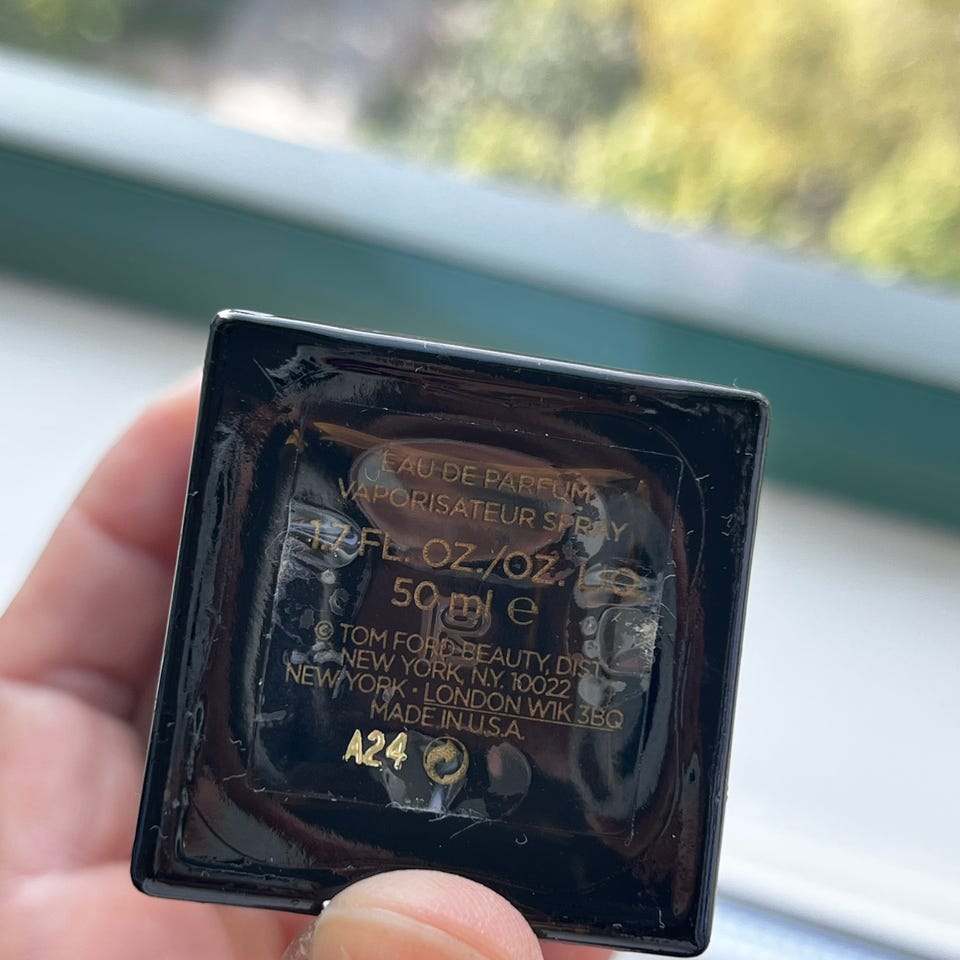 EAU DE PARFUM
VAPORISATEUR SPRAY
1.7 FL. OZ./OZ. LIQ.
50 ml e
© TOM FORD BEAUTY, DIST.
NEW YORK, N.Y. 10022
NEW YORK · LONDON W1K 3BQ
MADE IN U.S.A.
A24